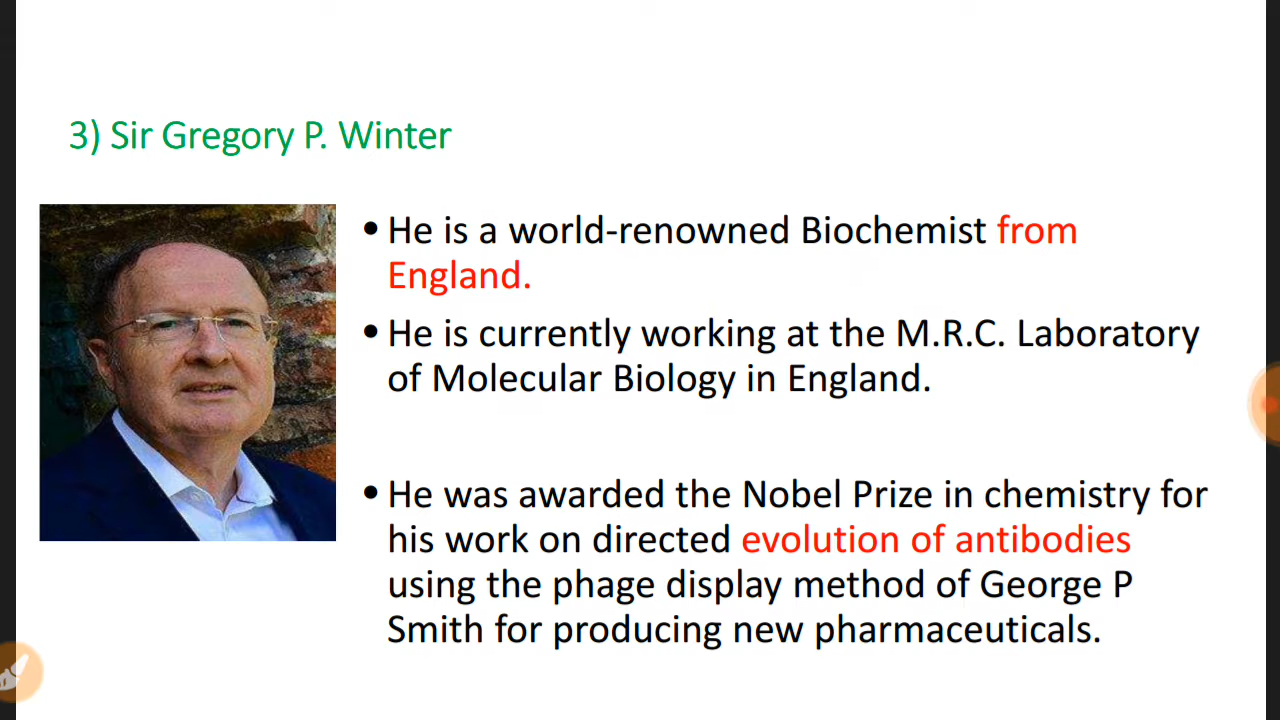 3) Sir Gregory P. Winter
• He is a world-renowned Biochemist from
England.
• He is currently working at the M.R.C. Laboratory
of Molecular Biology in England.
• He was awarded the Nobel Prize in chemistry for
his work on directed evolution of antibodies
using the phage display method of George P
Smith for producing new pharmaceuticals.